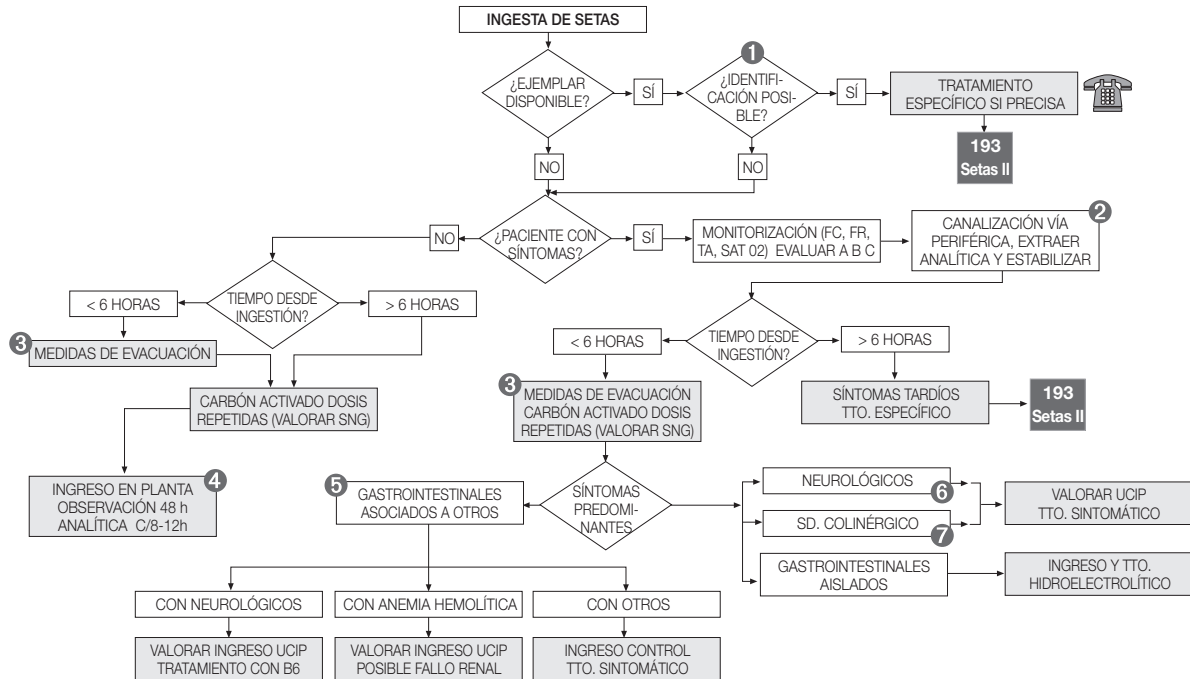 INGESTA DE SETAS
1
¿EJEMPLAR
DISPONIBLE?
SÍ
¿IDENTIFI-
CACIÓN POSI-
BLE?
SÍ
TRATAMIENTO
ESPECÍFICO SI PRECISA
193
Setas II
NO
NO
¿PACIENTE CON
SÍNTOMAS?
NO
SÍ
MONITORIZACIÓN (FC, FR,
TA, SAT 02) EVALUAR A B C
2
CANALIZACIÓN VÍA
PERIFÉRICA, EXTRAER
ANALÍTICA Y ESTABILIZAR
< 6 HORAS
TIEMPO DESDE
INGESTIÓN?
> 6 HORAS
3
MEDIDAS DE EVACUACIÓN
CARBÓN ACTIVADO DOSIS
REPETIDAS (VALORAR SNG)
4
INGRESO EN PLANTA
OBSERVACIÓN 48 h
ANALÍTICA C/8-12h
< 6 HORAS
TIEMPO DESDE
INGESTIÓN?
> 6 HORAS
3
MEDIDAS DE EVACUACIÓN
CARBÓN ACTIVADO DOSIS
REPETIDAS (VALORAR SNG)
SÍNTOMAS TARDÍOS
TTO. ESPECÍFICO
193
Setas II
5
GASTROINTESTINALES
ASOCIADOS A OTROS
SÍNTOMAS
PREDOMI-
NANTES
NEUROLÓGICOS
6
SD. COLINÉRGICO
7
VALORAR UCIP
TTO. SINTOMÁTICO
GASTROINTESTINALES
AISLADOS
INGRESO Y TTO.
HIDROELECTROLÍTICO
CON NEUROLÓGICOS
CON ANEMIA HEMOLÍTICA
CON OTROS
VALORAR INGRESO UCIP
TRATAMIENTO CON B6
VALORAR INGRESO UCIP
POSIBLE FALLO RENAL
INGRESO CONTROL
TTO. SINTOMÁTICO